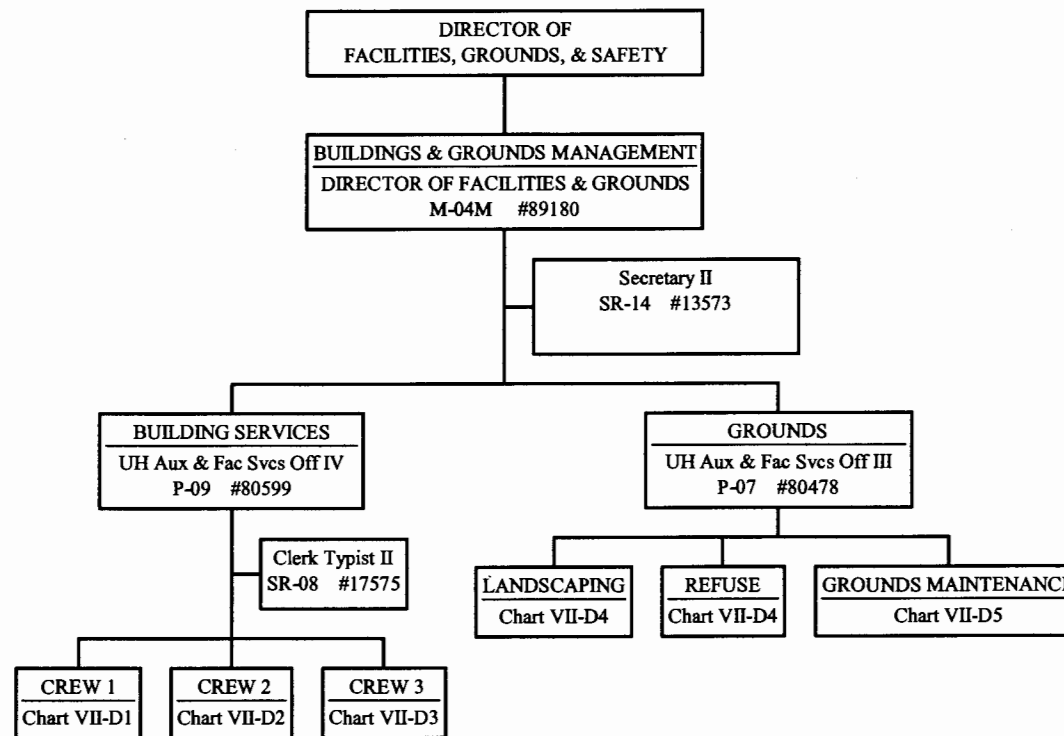 DIRECTOR OF
FACILITIES, GROUNDS, & SAFETY
BUILDINGS & GROUNDS MANAGEMENT
DIRECTOR OF FACILITIES & GROUNDS
M-04M #89180
Secretary II
SR-14 #13573
BUILDING SERVICES
UH Aux & Fac Svcs Off IV
P-09 #80599
GROUNDS
UH Aux & Fac Svcs Off III
P-07 #80478
Clerk Typist II
SR-08 #17575
LANDSCAPING
Chart VII-D4
REFUSE
Chart VII-D4
GROUNDS MAINTENANCE
Chart VII-D5
CREW 1
Chart VII-D1
CREW 2
Chart VII-D2
CREW 3
Chart VII-D3